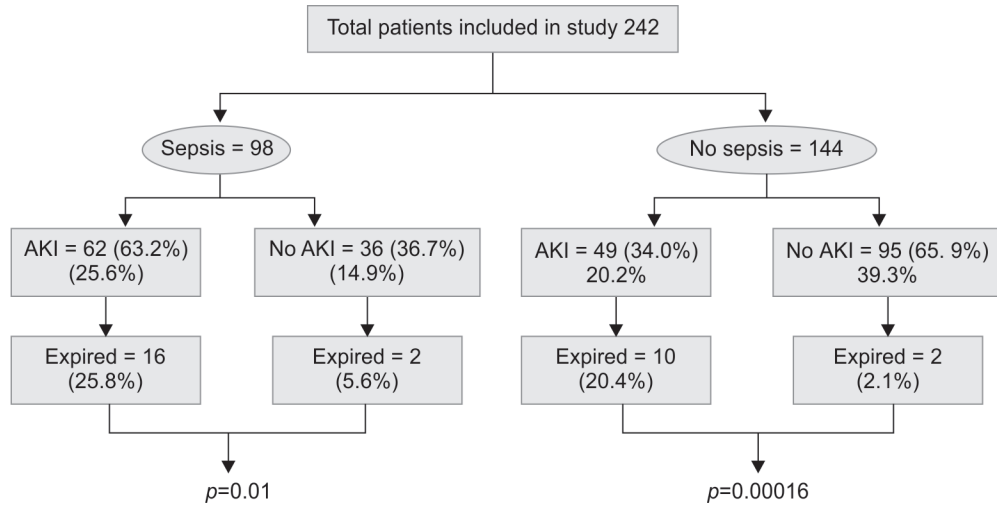 Total patients included in study 242
Sepsis = 98
No sepsis = 144
AKI = 62 (63.2%)
(25.6%)
No AKI = 36 (36.7%)
(14.9%)
AKI = 49 (34.0%)
20.2%
No AKI = 95 (65. 9%)
39.3%
Expired = 16
(25.8%)
Expired = 2
(5.6%)
Expired = 10
(20.4%)
Expired = 2
(2.1%)
p=0.01
p=0.00016